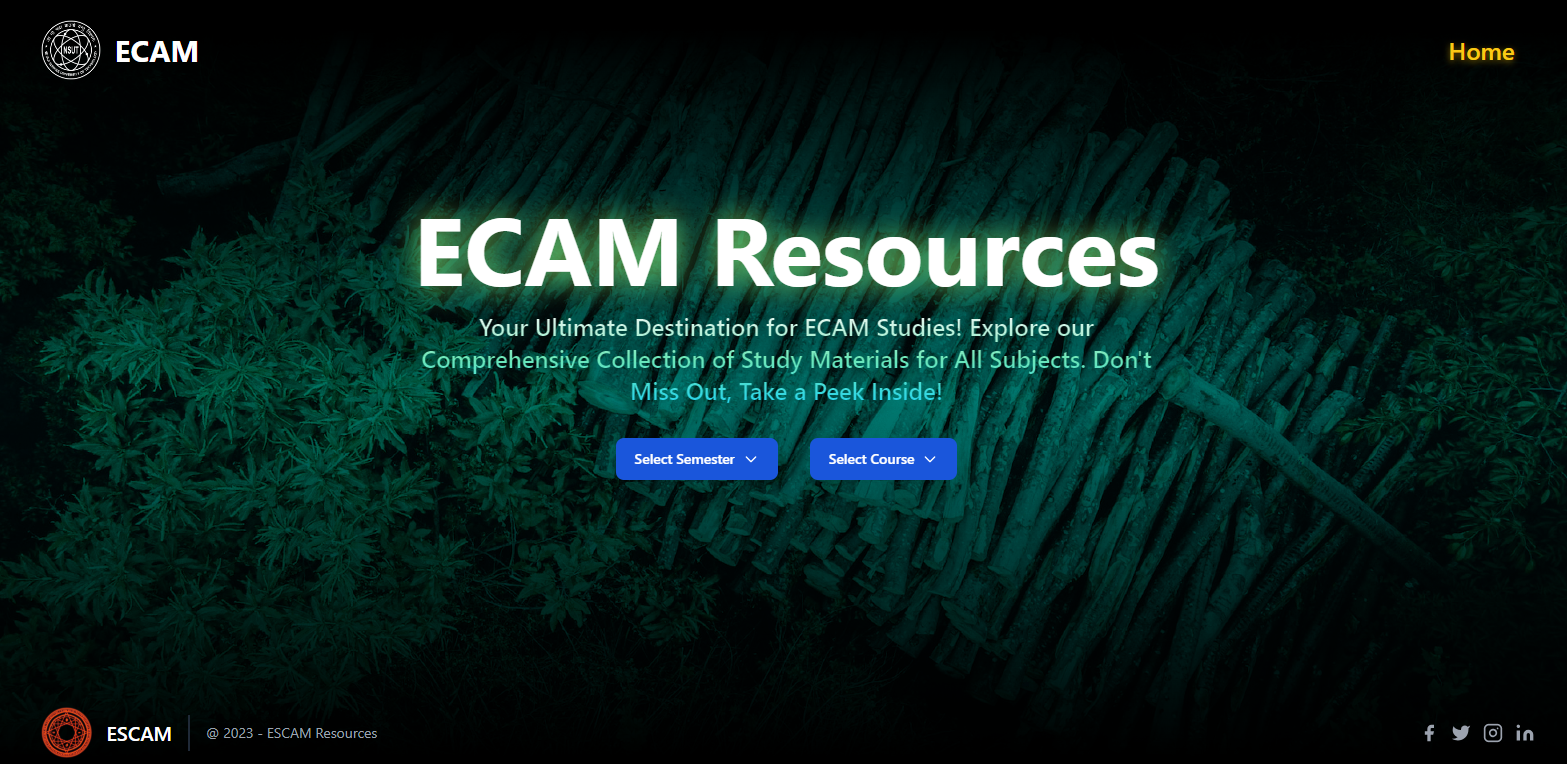 NSUT
ECAM
Home
ECAM Resources
Your Ultimate Destination for ECAM Studies! Explore our
Comprehensive Collection of Study Materials for All Subjects. Don't
Miss Out, Take a Peek Inside!
Select Semester
Select Course
ESCAM
@ 2023 - ESCAM Resources